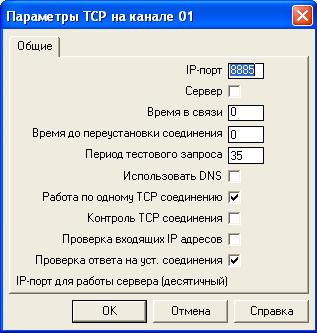 Параметры TCP на канале 01
Общие
IP-порт 8885
Сервер
Время в связи 0
Время до переустановки соединения 0
Период тестового запроса 35
Использовать DNS
Работа по одному TCP соединению
Контроль TCP соединения
Проверка входящих IP адресов
Проверка ответа на уст. соединения
IP-порт для работы сервера (десятичный)
OK Отмена Справка